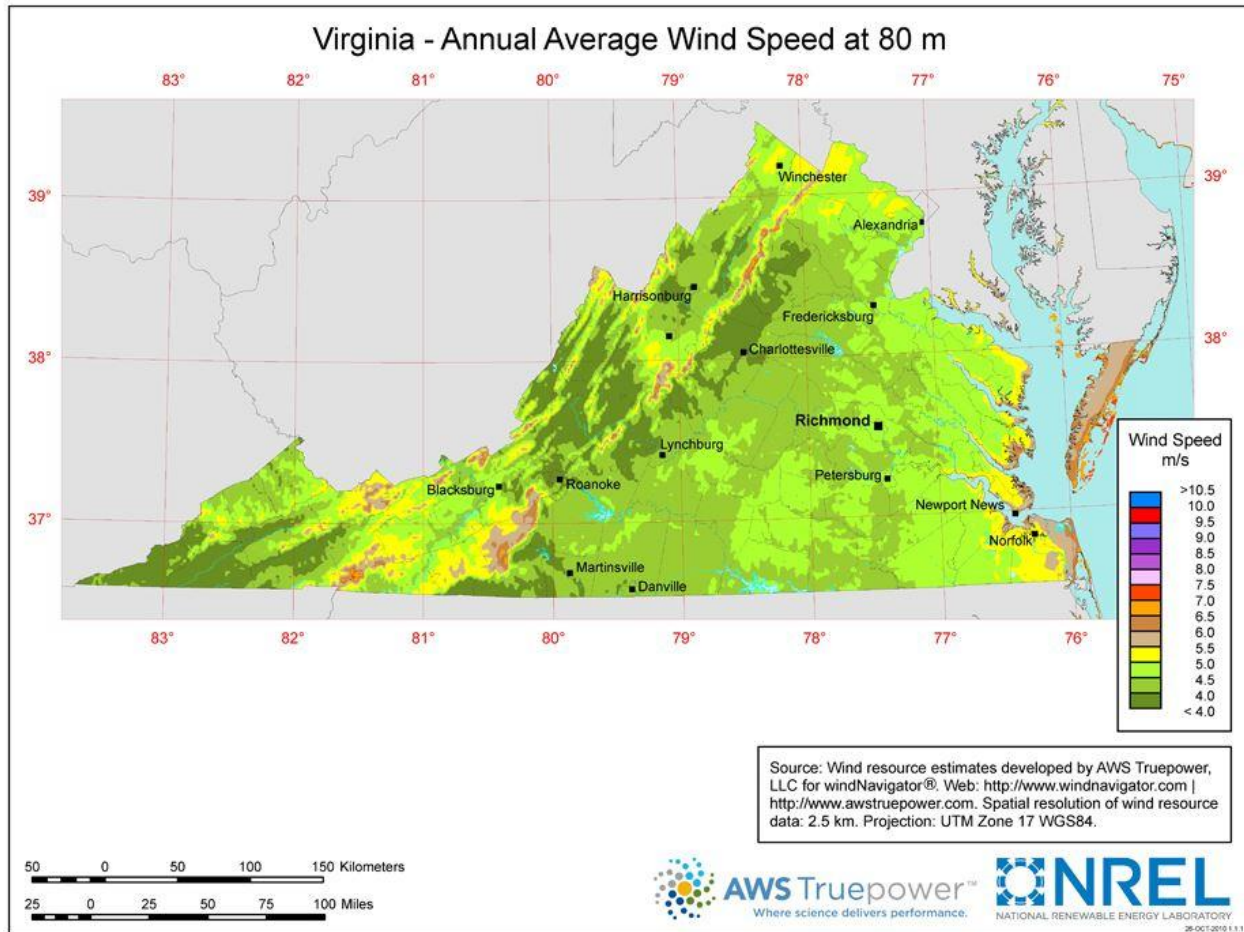 Virginia - Annual Average Wind Speed at 80 m
83° 82° 81° 80° 79° 78° 77° 76° 75°
39° 39°
38° 38°
37° 37°
Winchester
Alexandria
Harrisonburg
Fredericksburg
Charlottesville
Richmond
Lynchburg
Petersburg
Blacksburg
Roanoke
Newport News
Norfolk
Martinsville
Danville
83° 82° 81° 80° 79° 78° 77° 76°
Wind Speed
m/s
>10.5
10.0
9.5
9.0
8.5
8.0
7.5
7.0
6.5
6.0
5.5
5.0
4.5
4.0
< 4.0
Source: Wind resource estimates developed by AWS Truepower,
LLC for windNavigator®. Web: http://www.windnavigator.com |
http://www.awstruepower.com. Spatial resolution of wind resource
data: 2.5 km. Projection: UTM Zone 17 WGS84.
50 0 50 100 150 Kilometers
25 0 25 50 75 100 Miles
AWS Truepower™
Where science delivers performance.
NREL
NATIONAL RENEWABLE ENERGY LABORATORY
28-OCT-2010 1.1.1